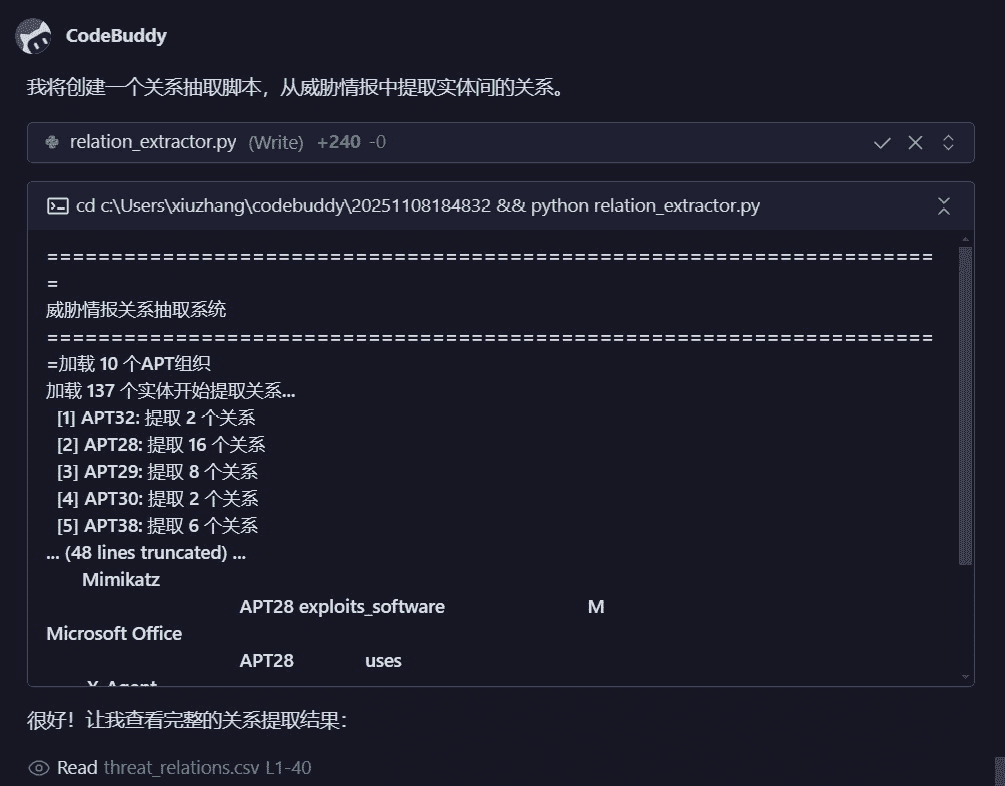 CodeBuddy
我将创建一个关系抽取脚本，从威胁情报中提取实体间的关系。
relation_extractor.py (Write) +240 -0
cd c:\Users\xiuzhang\codebuddy\20251108184832 && python relation_extractor.py
=====================================================================
=
威胁情报关系抽取系统
=====================================================================
=加载 10 个APT组织
加载 137 个实体开始提取关系...
[1] APT32: 提取 2 个关系
[2] APT28: 提取 16 个关系
[3] APT29: 提取 8 个关系
[4] APT30: 提取 2 个关系
[5] APT38: 提取 6 个关系
... (48 lines truncated) ...
Mimikatz
APT28 exploits_software M
Microsoft Office
APT28 uses
X-Agent
很好！让我查看完整的关系提取结果：
Read threat_relations.csv L1-40